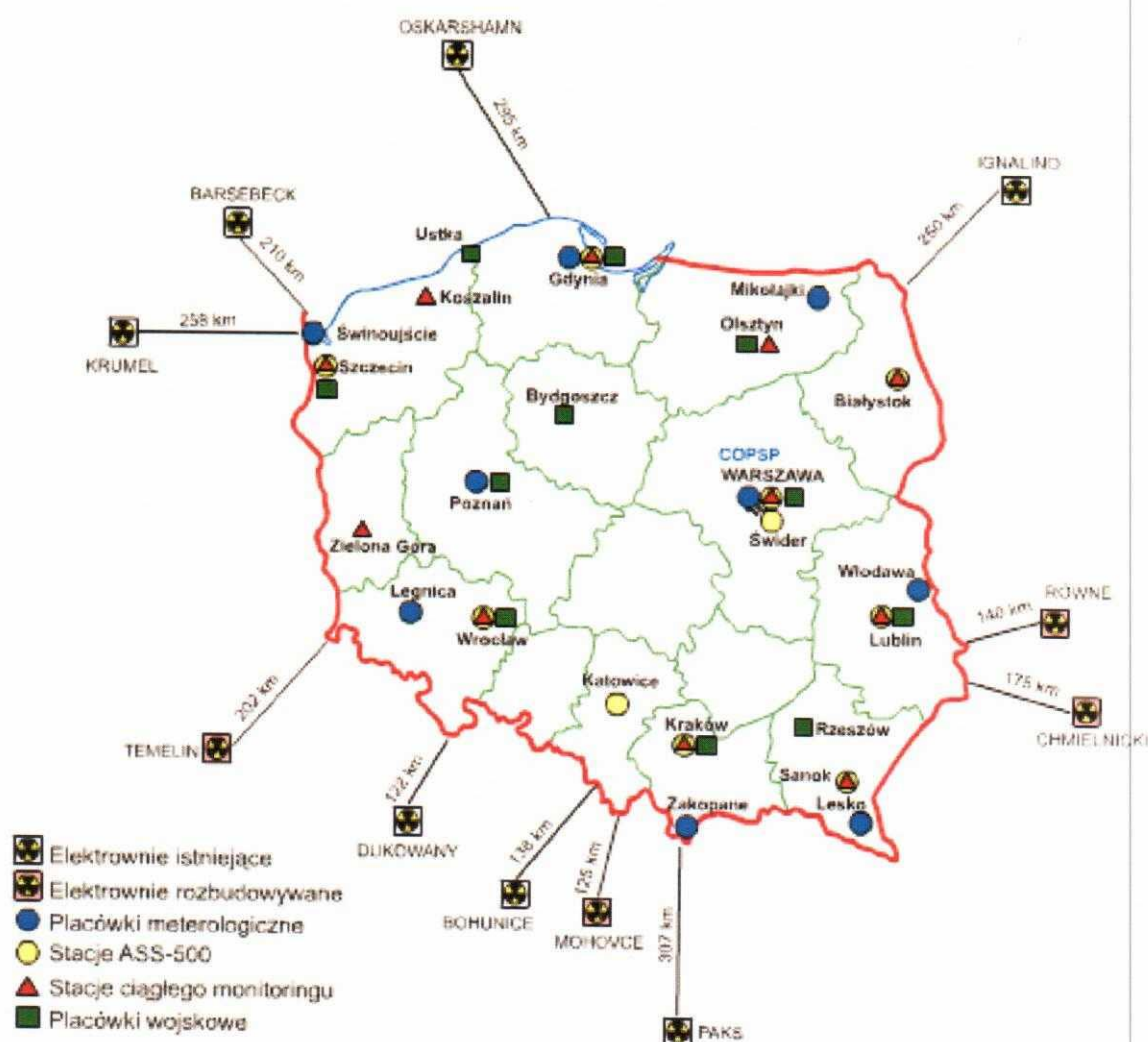 OSKARSHAMN
295 km
IGNALINO
250 km
BARSEBECK
210 km
Ustka
Gdynia
Koszalin
Mikołajki
258 km
KRUMEL
Świnoujście
Olsztyn
Szczecin
Bydgoszcz
Białystok
COPSP
WARSZAWA
Poznań
Świder
Zielona Góra
Włodawa
Legnica
RÓWNE
140 km
Wrocław
Lublin
Katowice
175 km
CHMIELNICKI
202 km
TEMELIN
Kraków
Rzeszów
Sanok
Lesko
Zakopane
122 km
DUKOWANY
138 km
BOHUNICE
125 km
MOHOVCE
307 km
PAKS
Elektrownie istniejące
Elektrownie rozbudowywane
Placówki meterologiczne
Stacje ASS-500
Stacje ciągłego monitoringu
Placówki wojskowe